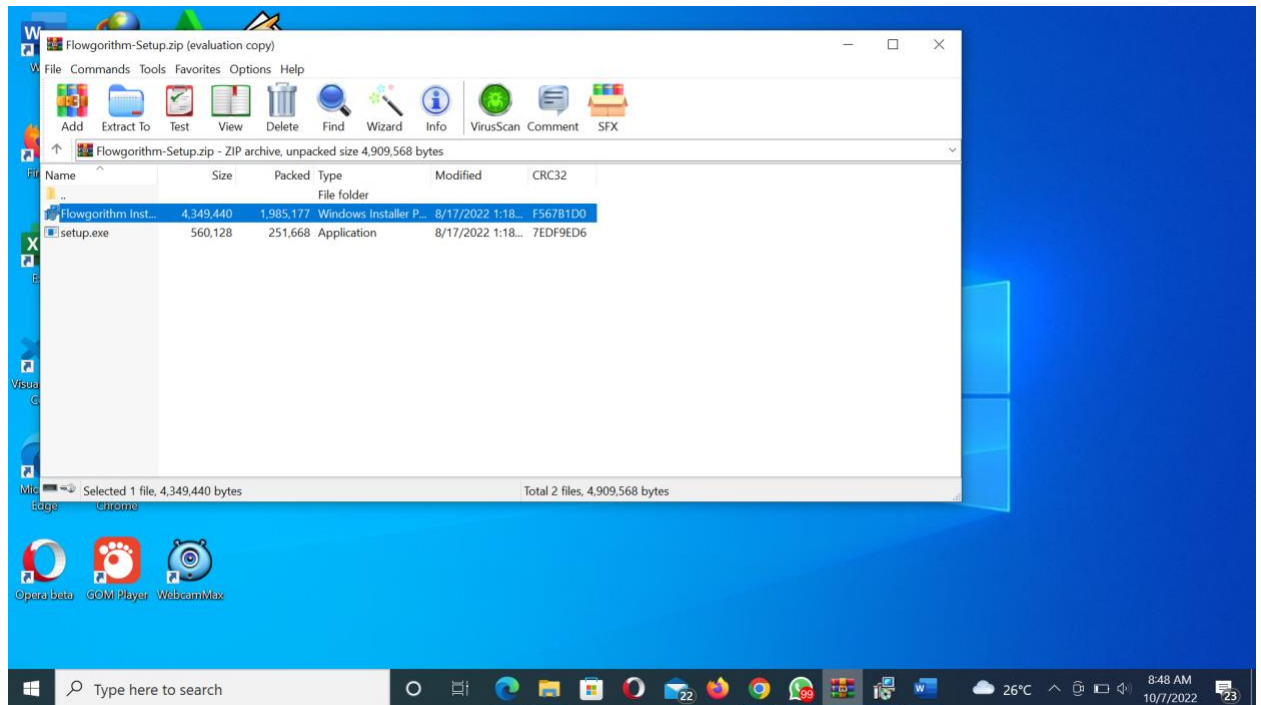 W
Flowgorithm-Setup.zip (evaluation copy)
W File Commands Tools Favorites Options Help
Add Extract To Test View Delete Find Wizard Info VirusScan Comment SFX
Flowgorithm-Setup.zip - ZIP archive, unpacked size 4,909,568 bytes
Name Size Packed Type Modified CRC32
.. File folder
Flowgorithm Inst... 4,349,440 1,985,177 Windows Installer P... 8/17/2022 1:18... F567B1D0
setup.exe 560,128 251,668 Application 8/17/2022 1:18... 7EDF9ED6
X
Selected 1 file, 4,349,440 bytes Total 2 files, 4,909,568 bytes
Edge Chrome
Opera beta GOM Player WebcamMax
Type here to search 22 99 26°C 8:48 AM
10/7/2022 23